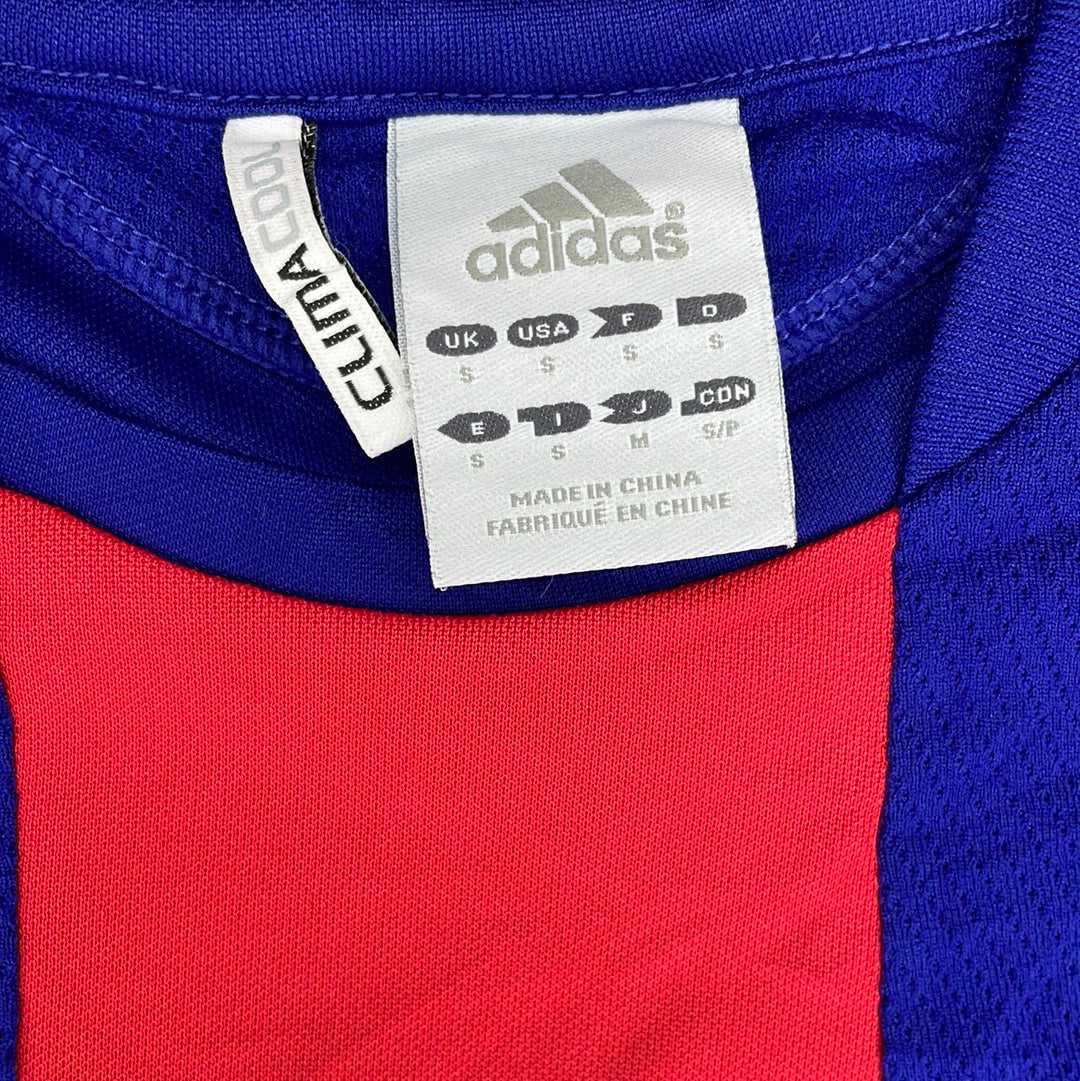 CLIMACOOL
adidas®
UK USA F D
S S S S
E I J CDN
S S M S/P
MADE IN CHINA
FABRIQUÉ EN CHINE